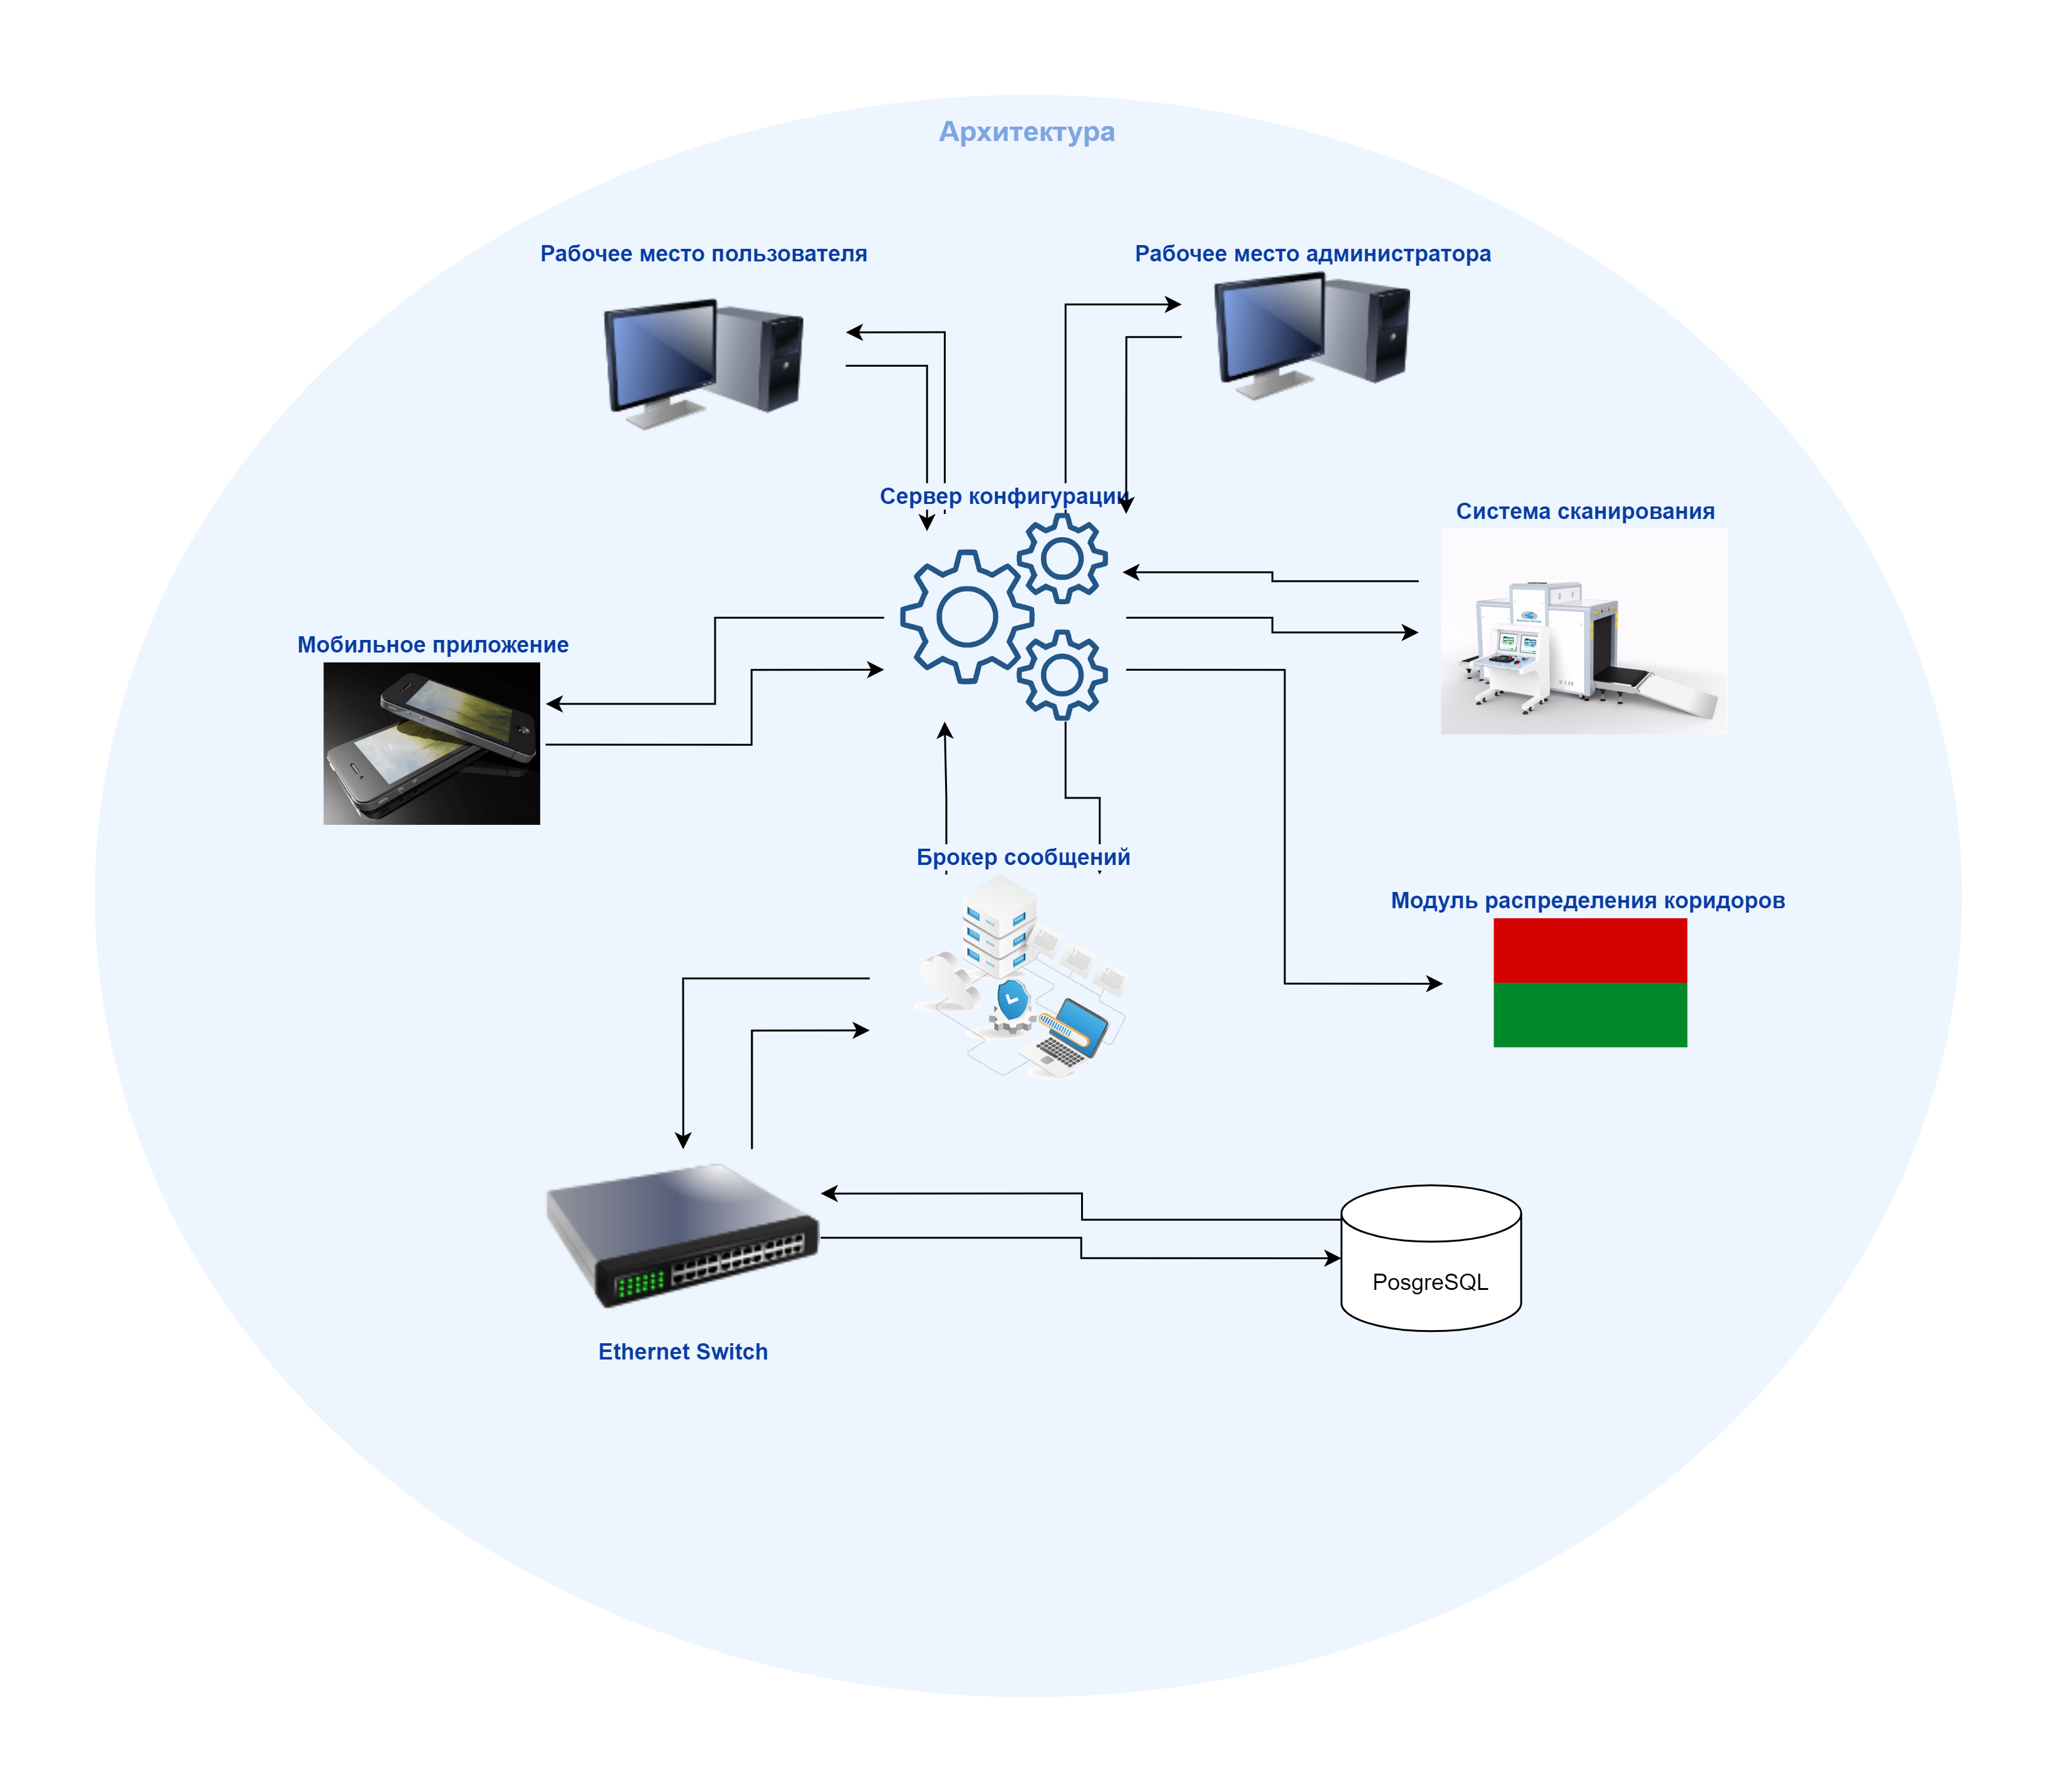 Архитектура
Рабочее место пользователя
Рабочее место администратора
Сервер конфигурации
Система сканирования
Мобильное приложение
Брокер сообщений
Модуль распределения коридоров
PosgreSQL
Ethernet Switch